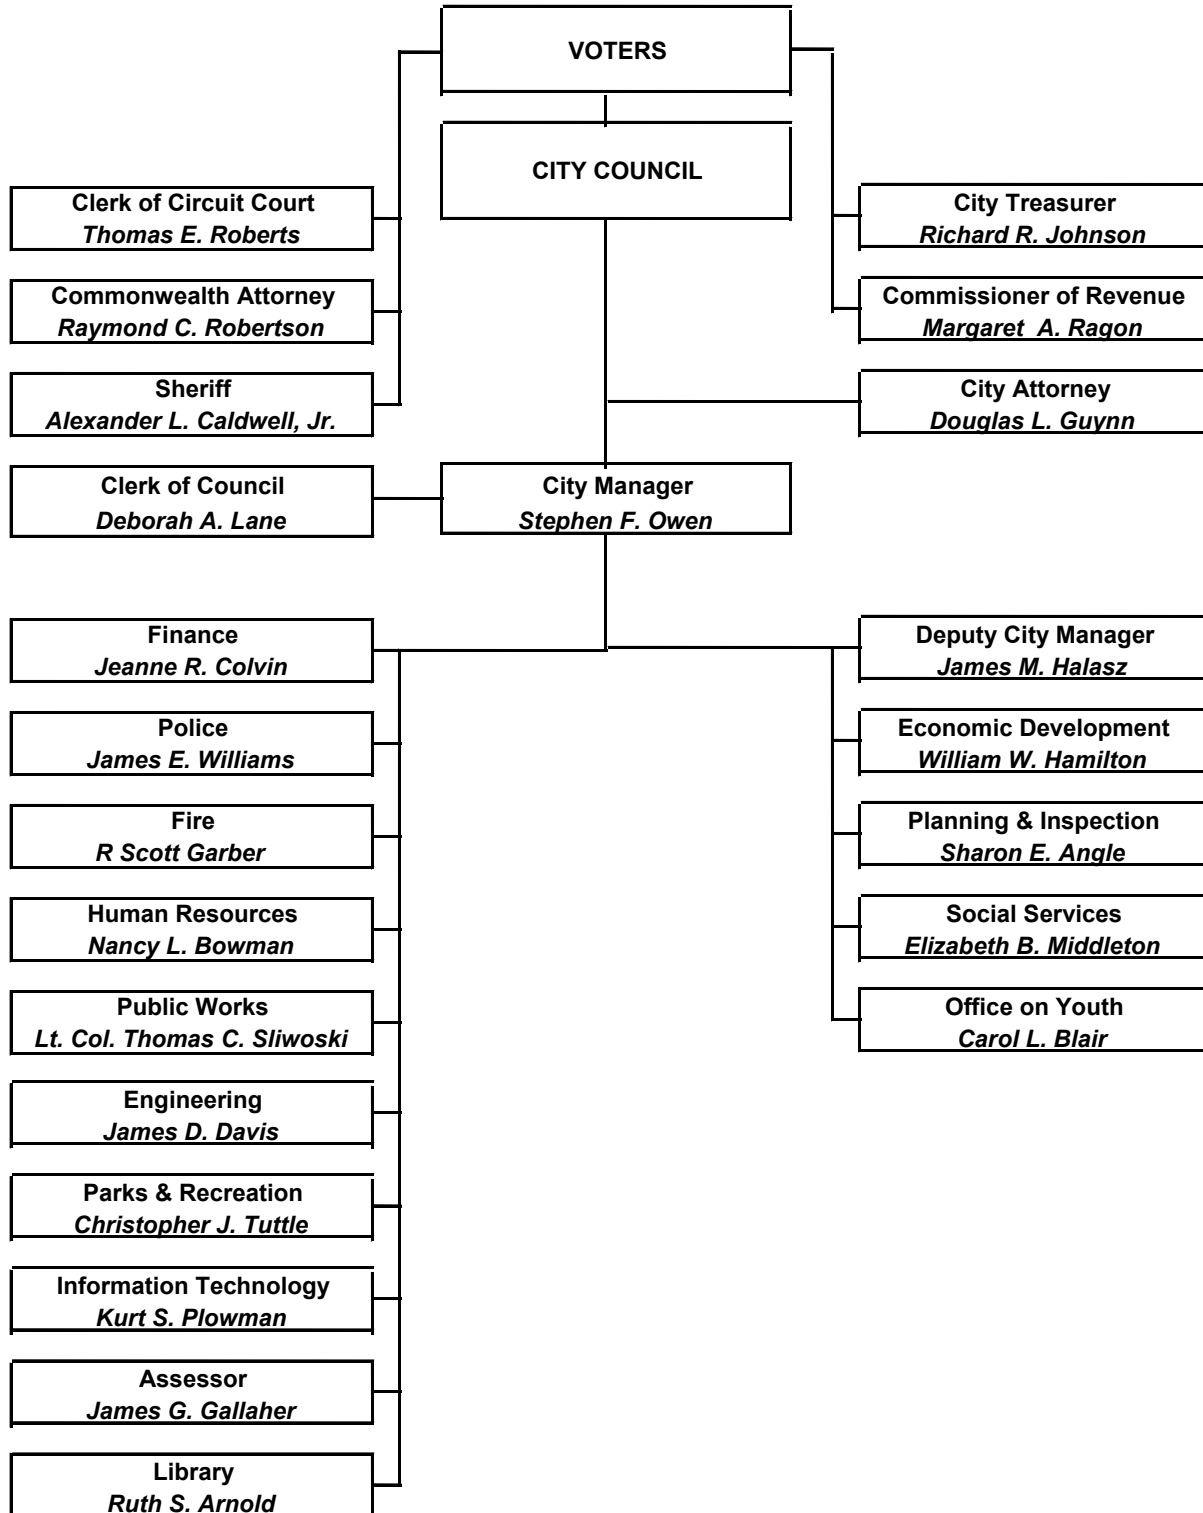 VOTERS
CITY COUNCIL
Clerk of Circuit Court
Thomas E. Roberts
City Treasurer
Richard R. Johnson
Commonwealth Attorney
Raymond C. Robertson
Commissioner of Revenue
Margaret  A. Ragon
Sheriff
Alexander L. Caldwell, Jr.
City Attorney
Douglas L. Guynn
Clerk of Council
Deborah A. Lane
City Manager
Stephen F. Owen
Finance
Jeanne R. Colvin
Deputy City Manager
James M. Halasz
Police
James E. Williams
Economic Development
William W. Hamilton
Fire
R Scott Garber
Planning & Inspection
Sharon E. Angle
Human Resources
Nancy L. Bowman
Social Services
Elizabeth B. Middleton
Public Works
Lt. Col. Thomas C. Sliwoski
Office on Youth
Carol L. Blair
Engineering
James D. Davis
Parks & Recreation
Christopher J. Tuttle
Information Technology
Kurt S. Plowman
Assessor
James G. Gallaher
Library
Ruth S. Arnold